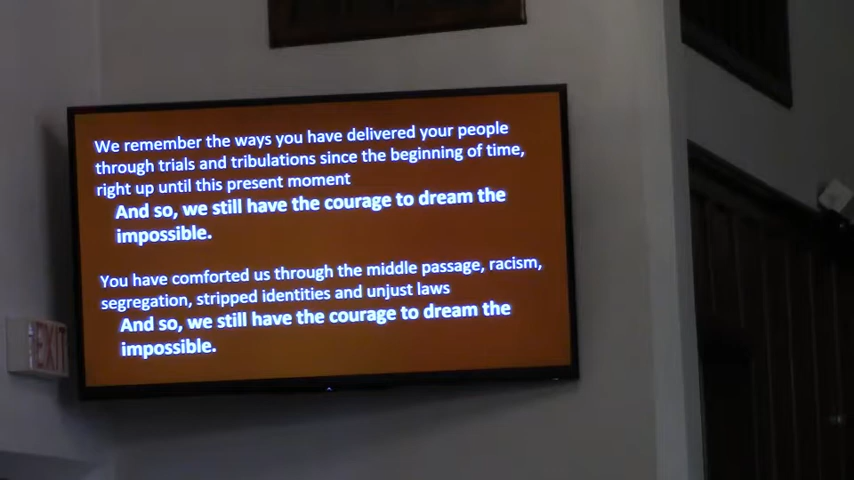 We remember the ways you have delivered your people
through trials and tribulations since the beginning of time,
right up until this present moment
And so, we still have the courage to dream the
impossible.
You have comforted us through the middle passage, racism,
segregation, stripped identities and unjust laws
And so, we still have the courage to dream the
impossible.
EXIT